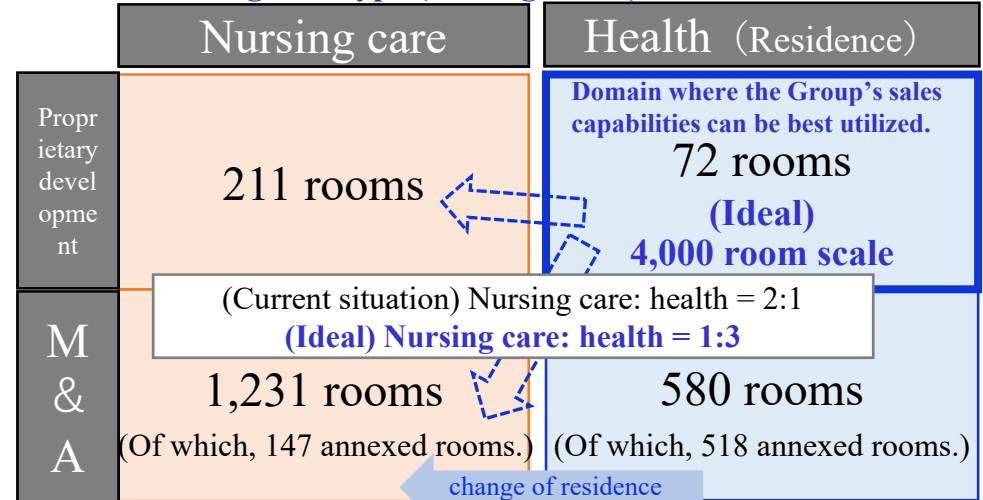 Nursing care
Health（Residence）
Propr
ietary
devel
opme
nt
211 rooms
Domain where the Group's sales
capabilities can be best utilized.
72 rooms
(Ideal)
4,000 room scale
(Current situation) Nursing care: health = 2:1
(Ideal) Nursing care: health = 1:3
M
&
A
1,231 rooms
(Of which, 147 annexed rooms.)
580 rooms
(Of which, 518 annexed rooms.)
change of residence